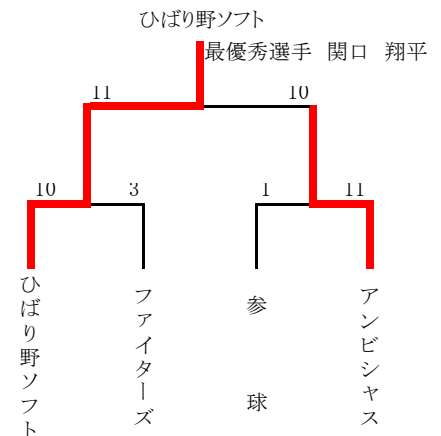 ひばり野ソフト
最優秀選手 関口 翔平
11 10
10 3 1 11
ひばり野ソフト
ファイターズ
参球
アンビシャス